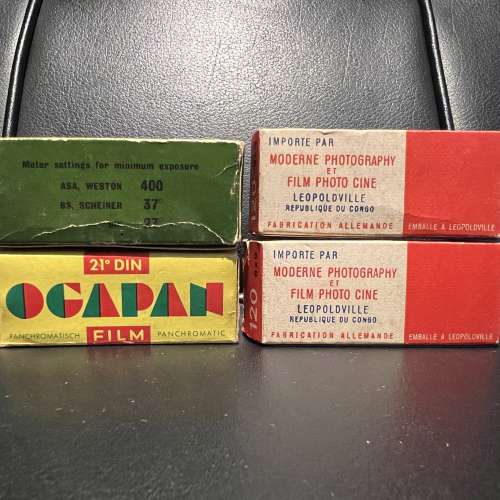 Meter settings for minimum exposure
ASA, WESTON 400
BS, SCHEINER 37°
27
IMPORTE PAR
MODERNE PHOTOGRAPHY
ET
FILM PHOTO CINE
LEOPOLDVILLE
REPUBLIQUE DU CONGO
FABRICATION ALLEMANDE
EMBALLE A LEOPOLDVILLE
120
21° DIN
OGAPAN
PANCHROMATISCH FILM PANCHROMATIC
IMPORTE PAR
MODERNE PHOTOGRAPHY
ET
FILM PHOTO CINE
LEOPOLDVILLE
REPUBLIQUE DU CONGO
FABRICATION ALLEMANDE
EMBALLE A LEOPOLDVILLE
120